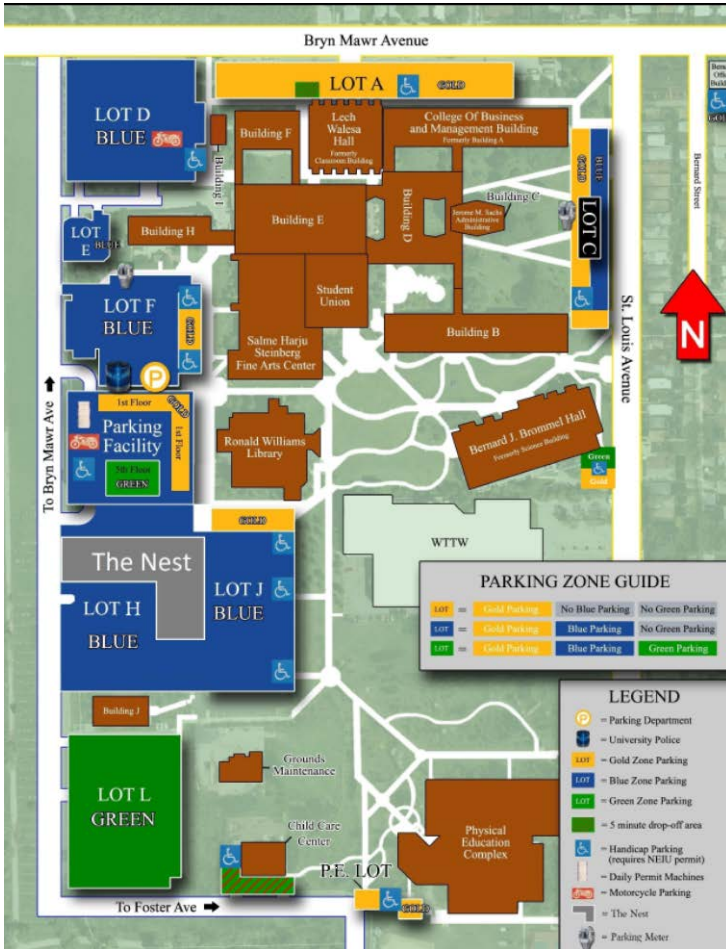 Bryn Mawr Avenue
LOT D
BLUE
LOT A
GOLD
Building F
Lech
Walesa
Hall
Formerly
Classroom Building
College Of Business
and Management Building
Formerly Building A
BLUE
GOLD
LOT C
Office
Bernard Street
Building I
Building E
Building D
Building C
Jerome M. Sachs
Administrative
Building
LOT
E
BLUE
Building H
Student
Union
LOT F
BLUE
GOLD
Salme Harju
Steinberg
Fine Arts Center
Building B
St. Louis Avenue
N
P
To Bryn Mawr Ave
1st Floor
GOLD
1st Floor
Parking
Facility
5th Floor
GREEN
Ronald Williams
Library
Bernard J. Brommel Hall
Formerly Science Building
Green
Gold
GOLD
The Nest
LOT H
BLUE
LOT J
BLUE
WTTW
PARKING ZONE GUIDE
LOT = Gold Parking No Blue Parking No Green Parking
LOT = Gold Parking Blue Parking No Green Parking
LOT = Gold Parking Blue Parking Green Parking
Building J
LOT L
GREEN
Grounds
Maintenance
Child Care
Center
Physical
Education
Complex
P.E. LOT
GOLD
To Foster Ave
LEGEND
P = Parking Department
= University Police
LOT = Gold Zone Parking
LOT = Blue Zone Parking
LOT = Green Zone Parking
= 5 minute drop-off area
= Handicap Parking
(requires NEIU permit)
= Daily Permit Machines
= Motorcycle Parking
= The Nest
= Parking Meter